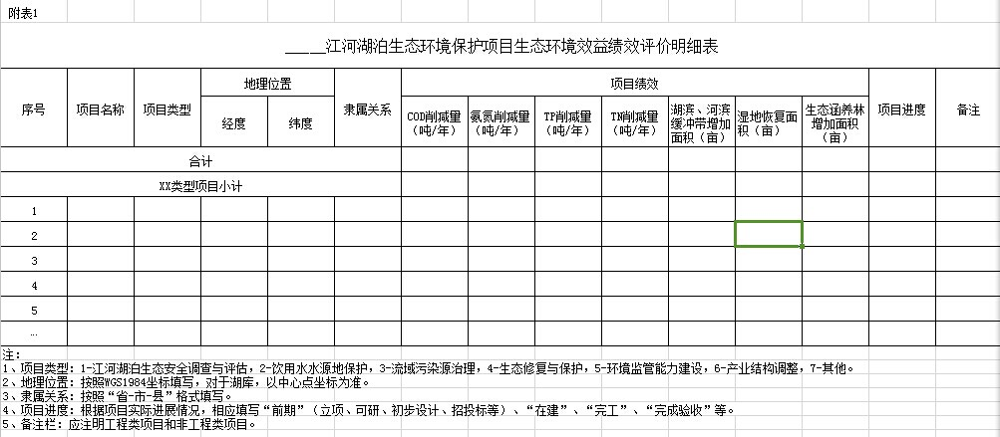 附表1
_____江河湖泊生态环境保护项目生态环境效益绩效评价明细表
序号 项目名称 项目类型 地理位置 隶属关系 项目绩效 项目进度 备注
经度 纬度 COD削减量(吨/年) 氨氮削减量(吨/年) TP削减量(吨/年) TN削减量(吨/年) 湖滨、河滨缓冲带增加面积(亩) 湿地恢复面积(亩) 生态涵养林增加面积(亩)
合计
XX类型项目小计
1
2
3
4
5
…
注:
1、项目类型:1-江河湖泊生态安全调查与评估,2-饮用水水源地保护,3-流域污染源治理,4-生态修复与保护,5-环境监管能力建设,6-产业结构调整,7-其他。
2、地理位置:按照WGS1984坐标填写,对于湖库,以中心点坐标为准。
3、隶属关系:按照“省-市-县”格式填写。
4、项目进度:根据项目实际进展情况,相应填写“前期”(立项、可研、初步设计、招投标等)、“在建”、“完工”、“完成验收”等。
5、备注栏:应注明工程类项目和非工程类项目。